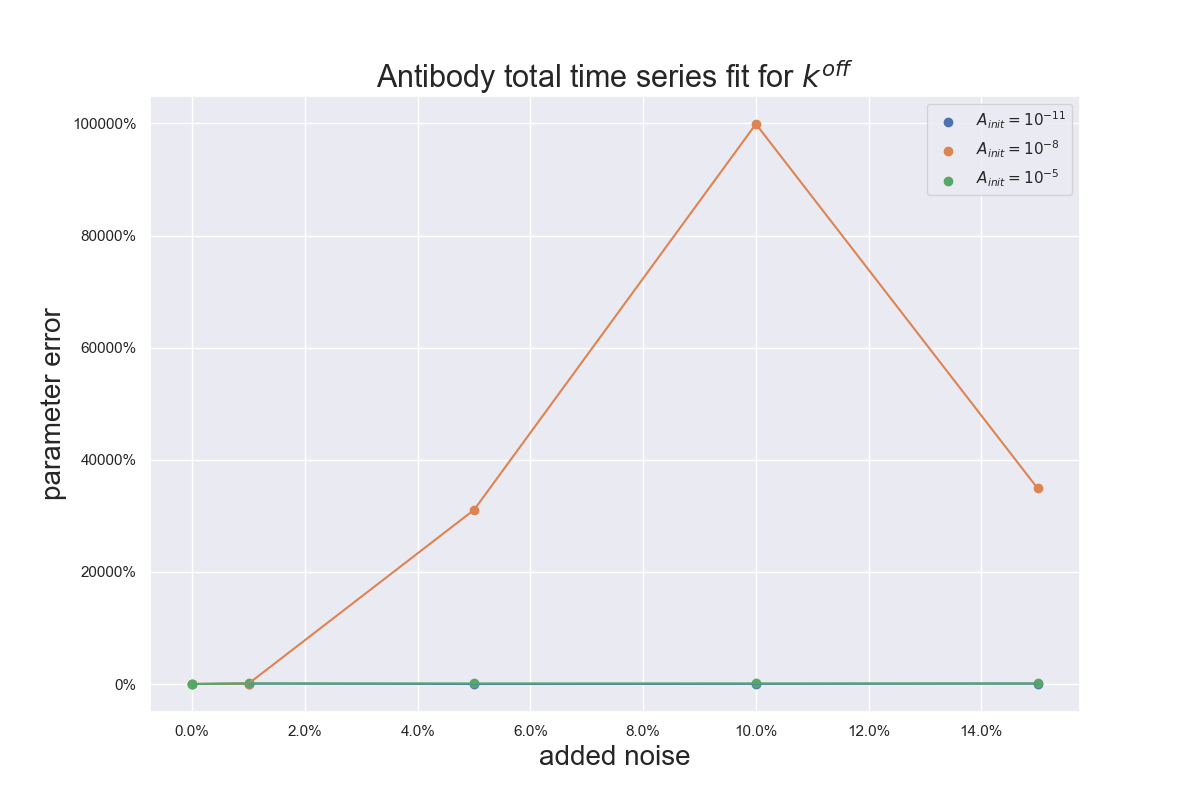 Antibody total time series fit for k^off
100000%
80000%
60000%
40000%
20000%
0%
parameter error
A_init = 10^-11
A_init = 10^-8
A_init = 10^-5
0.0% 2.0% 4.0% 6.0% 8.0% 10.0% 12.0% 14.0%
added noise